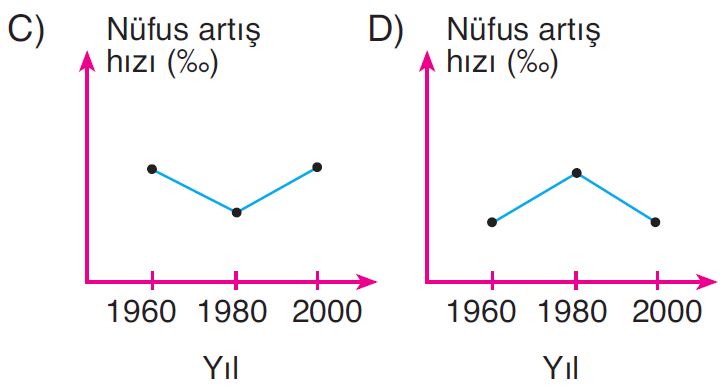 C) Nüfus artış
hızı (‰)
1960 1980 2000
Yıl
D) Nüfus artış
hızı (‰)
1960 1980 2000
Yıl